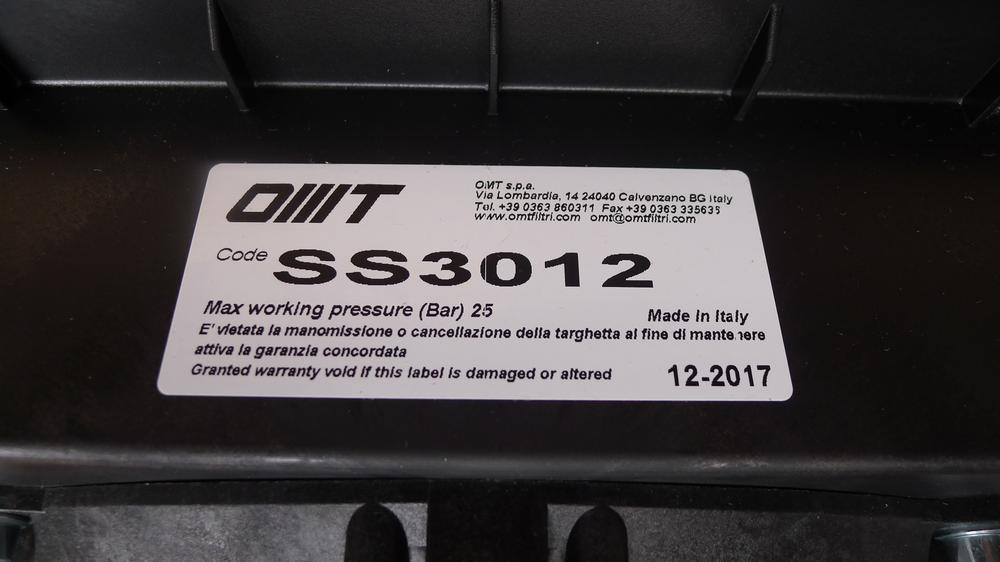 OMT
OMT s.p.a.
Via Lombardia, 14 24040 Calvenzano BG Italy
Tel. +39 0363 860311 Fax +39 0363 335636
www.omtfiltri.com omt@omtfiltri.com
Code SS3012
Max working pressure (Bar) 25
Made in Italy
E' vietata la manomissione o cancellazione della targhetta al fine di mantenere
attiva la garanzia concordata
Granted warranty void if this label is damaged or altered
12-2017